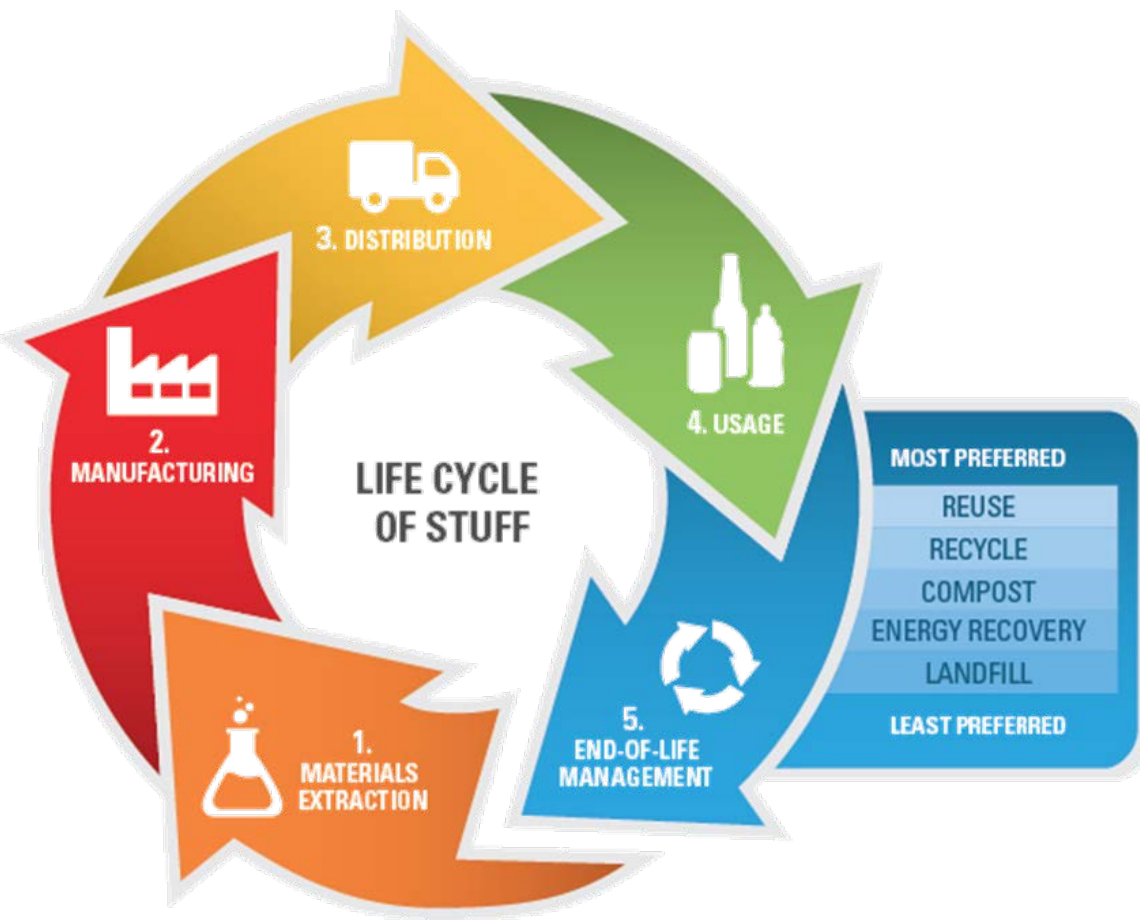 LIFE CYCLE
OF STUFF
1.
MATERIALS
EXTRACTION
2.
MANUFACTURING
3. DISTRIBUTION
4. USAGE
5.
END-OF-LIFE
MANAGEMENT
MOST PREFERRED
REUSE
RECYCLE
COMPOST
ENERGY RECOVERY
LANDFILL
LEAST PREFERRED